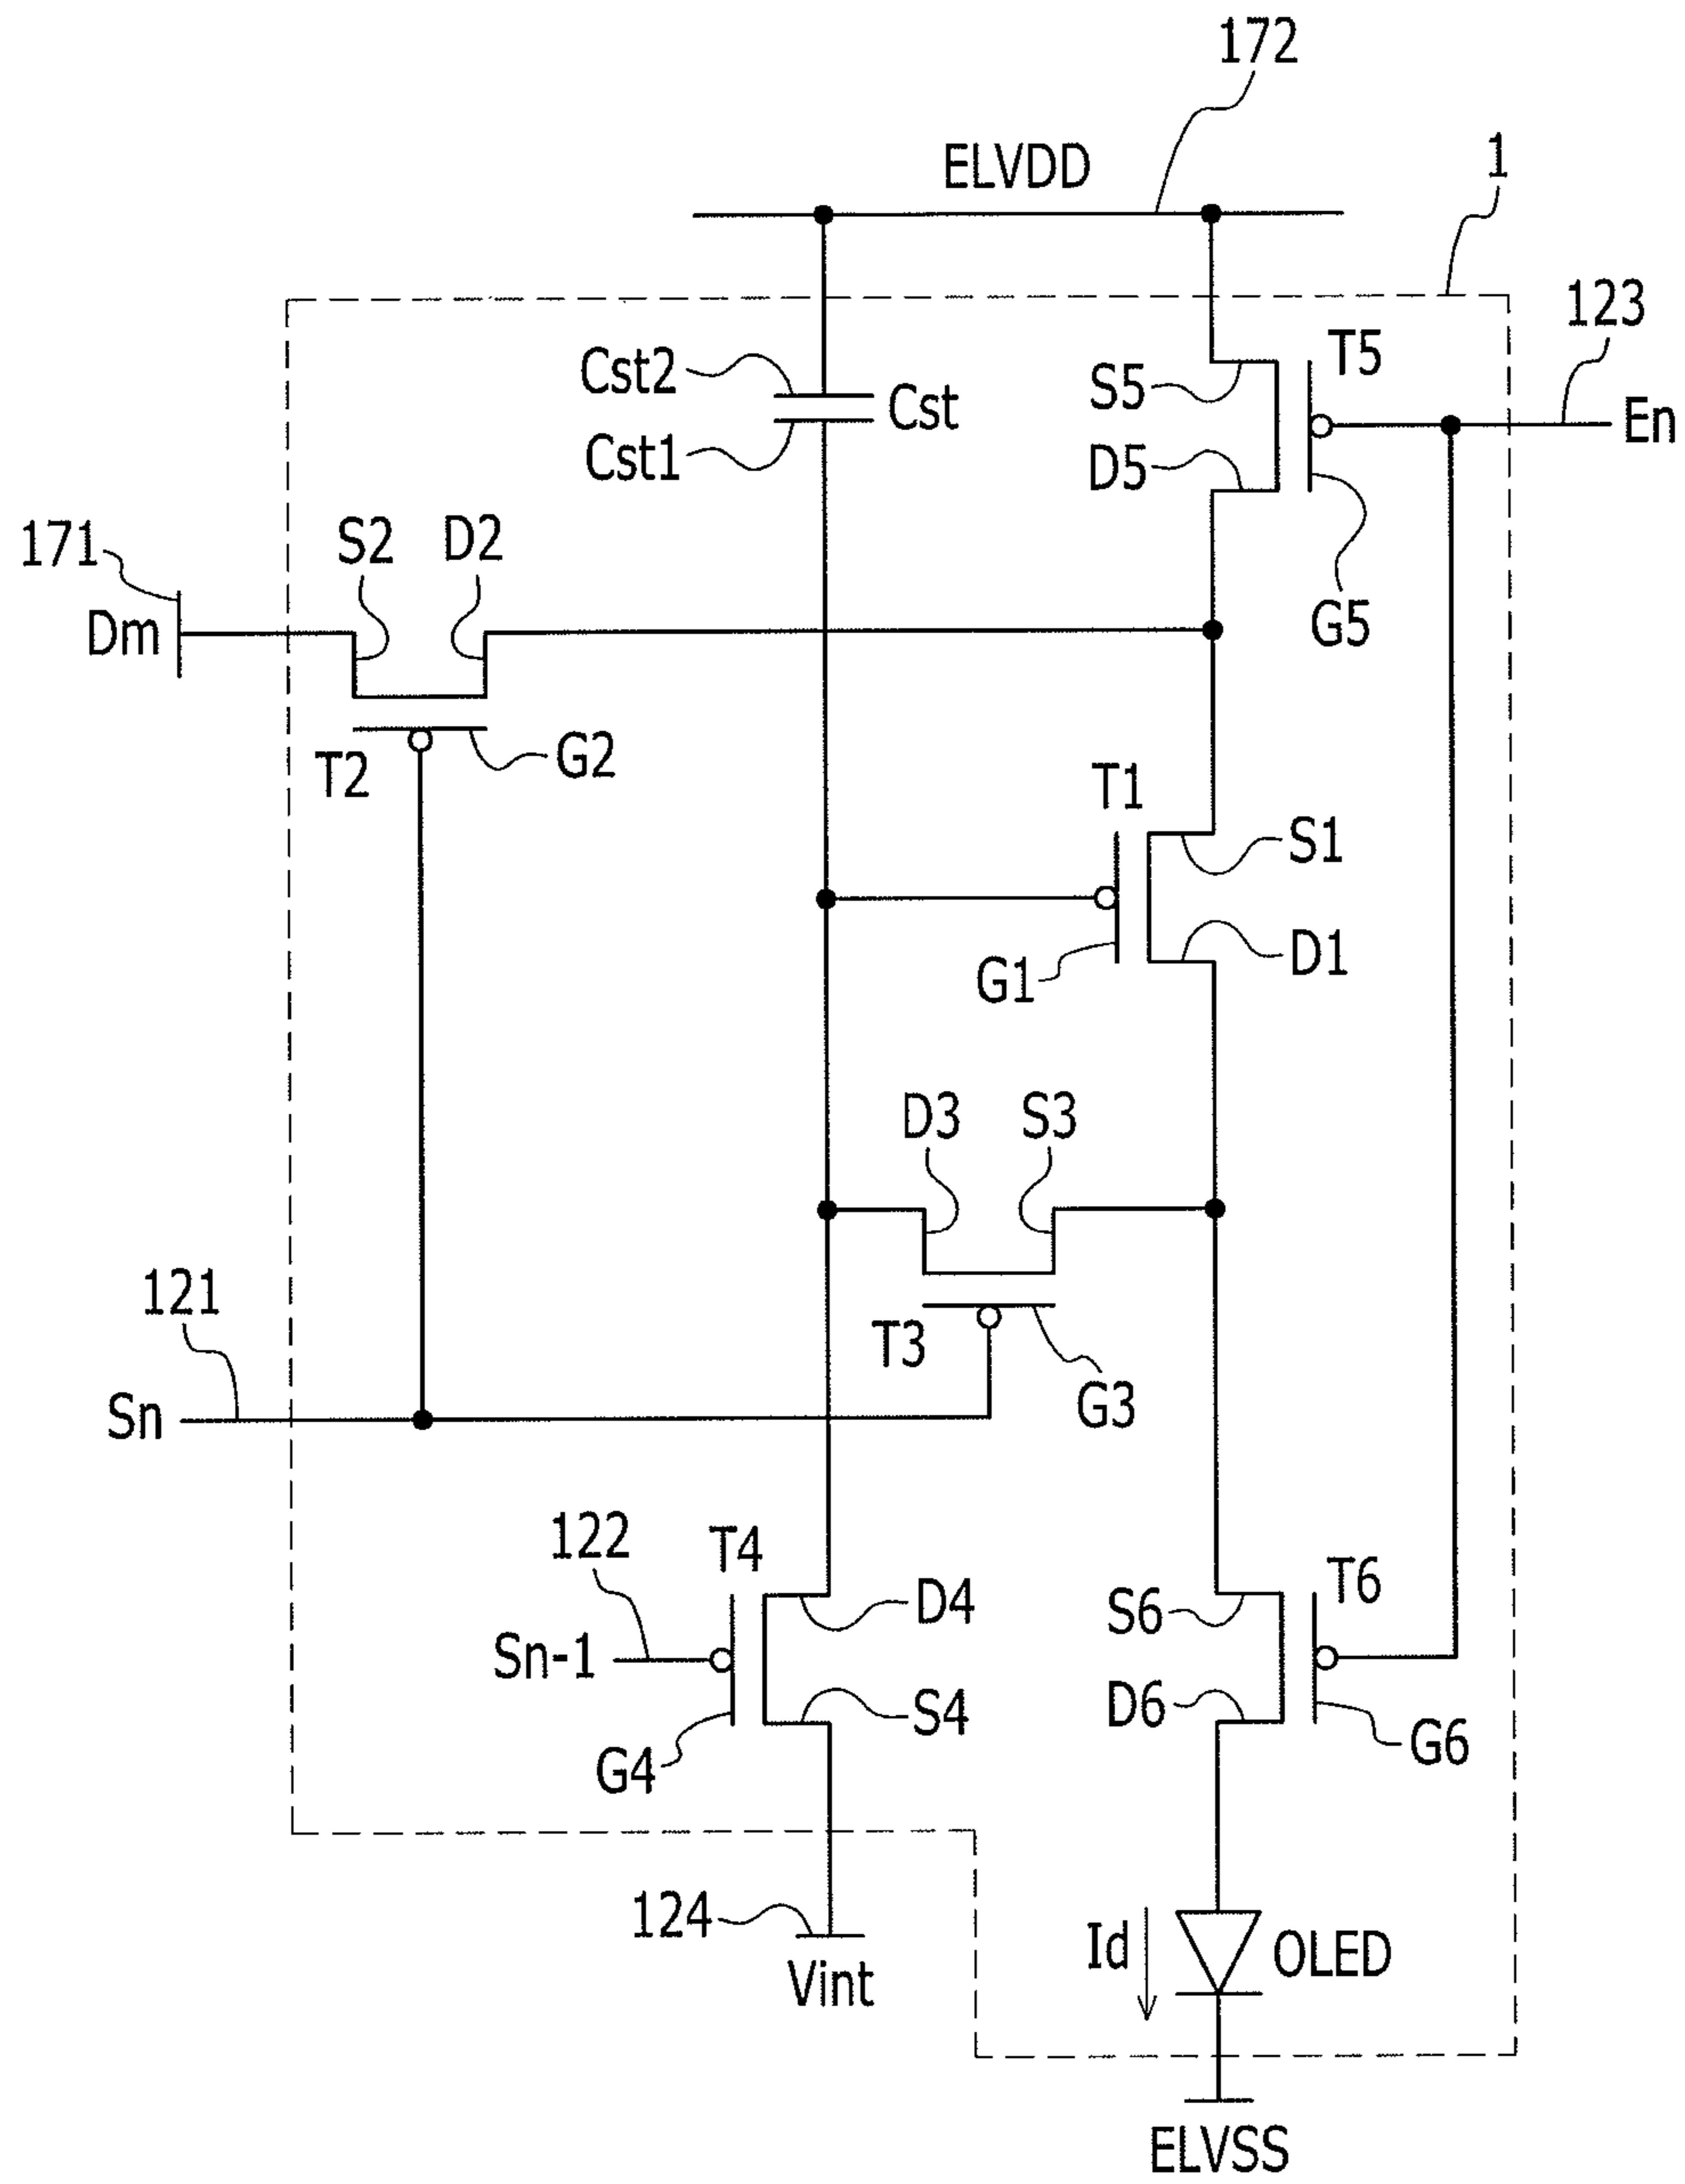 172
ELVDD
1
123
T5
Cst2
S5
Cst
En
Cst1
D5
171
S2
D2
Dm
G5
T2
G2
T1
S1
D1
G1
D3
S3
121
T3
G3
Sn
122
T4
T6
D4
S6
Sn-1
S4
D6
G4
G6
124
Id
OLED
Vint
ELVSS